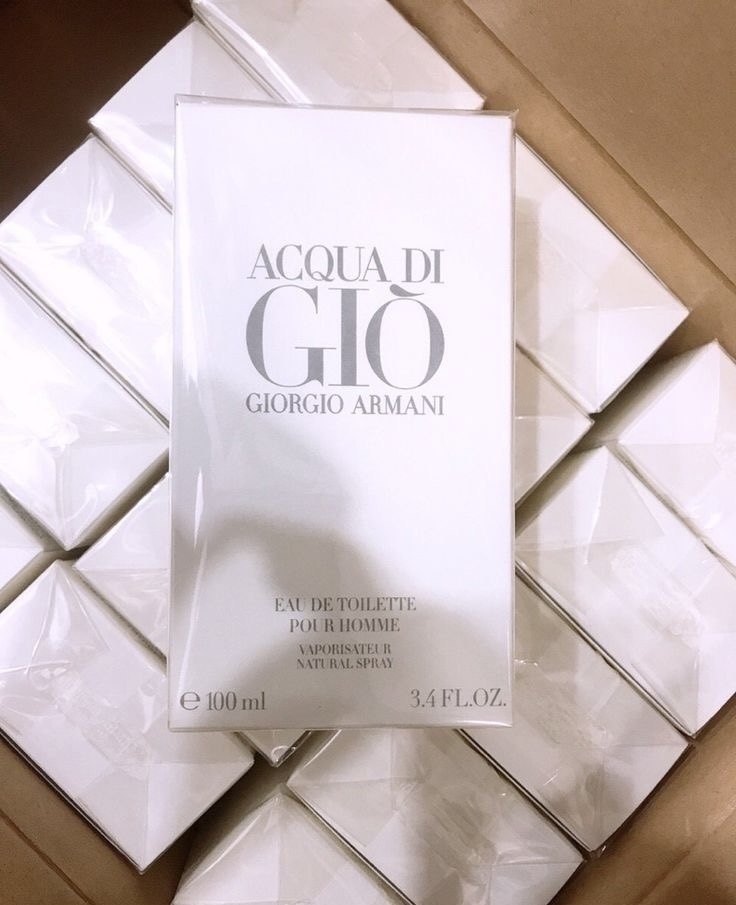 ACQUA DI
GIÒ
GIORGIO ARMANI
EAU DE TOILETTE
POUR HOMME
VAPORISATEUR
NATURAL SPRAY
℮ 100 ml
3.4 FL.OZ.